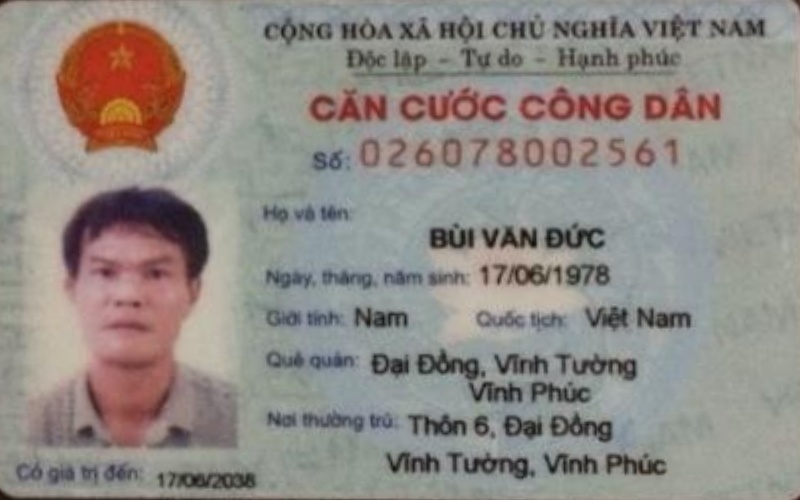 CỘNG HÒA XÃ HỘI CHỦ NGHĨA VIỆT NAM
Độc lập - Tự do - Hạnh phúc
CĂN CƯỚC CÔNG DÂN
Số: 026078002561
Họ và tên:
BÙI VĂN ĐỨC
Ngày, tháng, năm sinh: 17/06/1978
Giới tính: Nam Quốc tịch: Việt Nam
Quê quán: Đại Đồng, Vĩnh Tường
Vĩnh Phúc
Nơi thường trú: Thôn 6, Đại Đồng
Vĩnh Tường, Vĩnh Phúc
Có giá trị đến: 17/06/2038